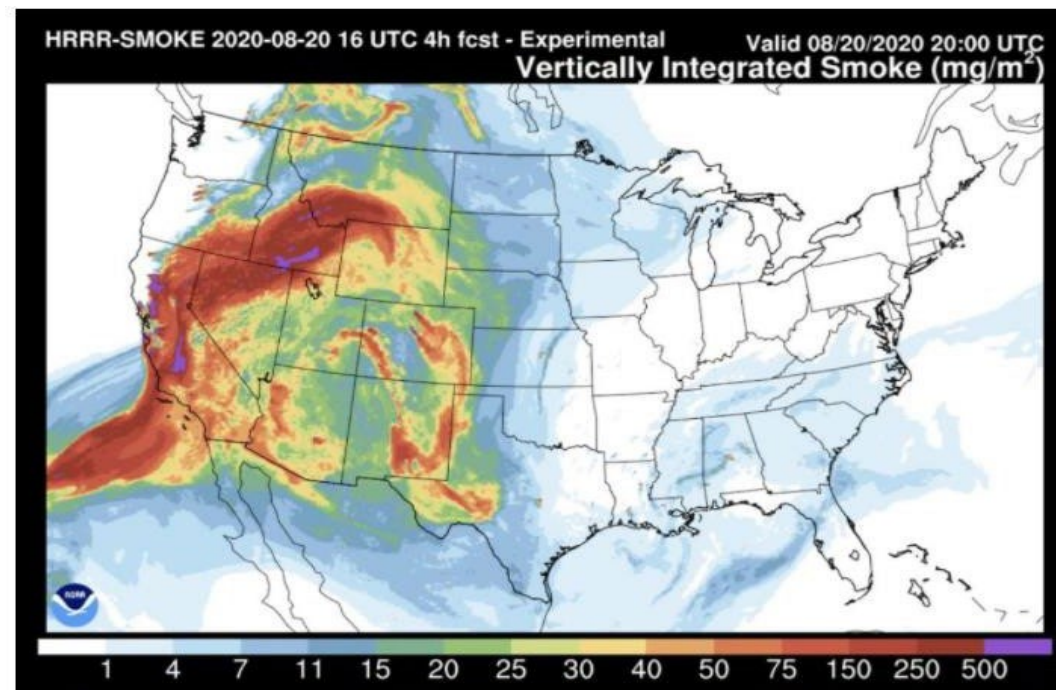 HRRR-SMOKE 2020-08-20 16 UTC 4h fcst - Experimental
Valid 08/20/2020 20:00 UTC
Vertically Integrated Smoke (mg/m²)
NOAA
1 4 7 11 15 20 25 30 40 50 75 150 250 500